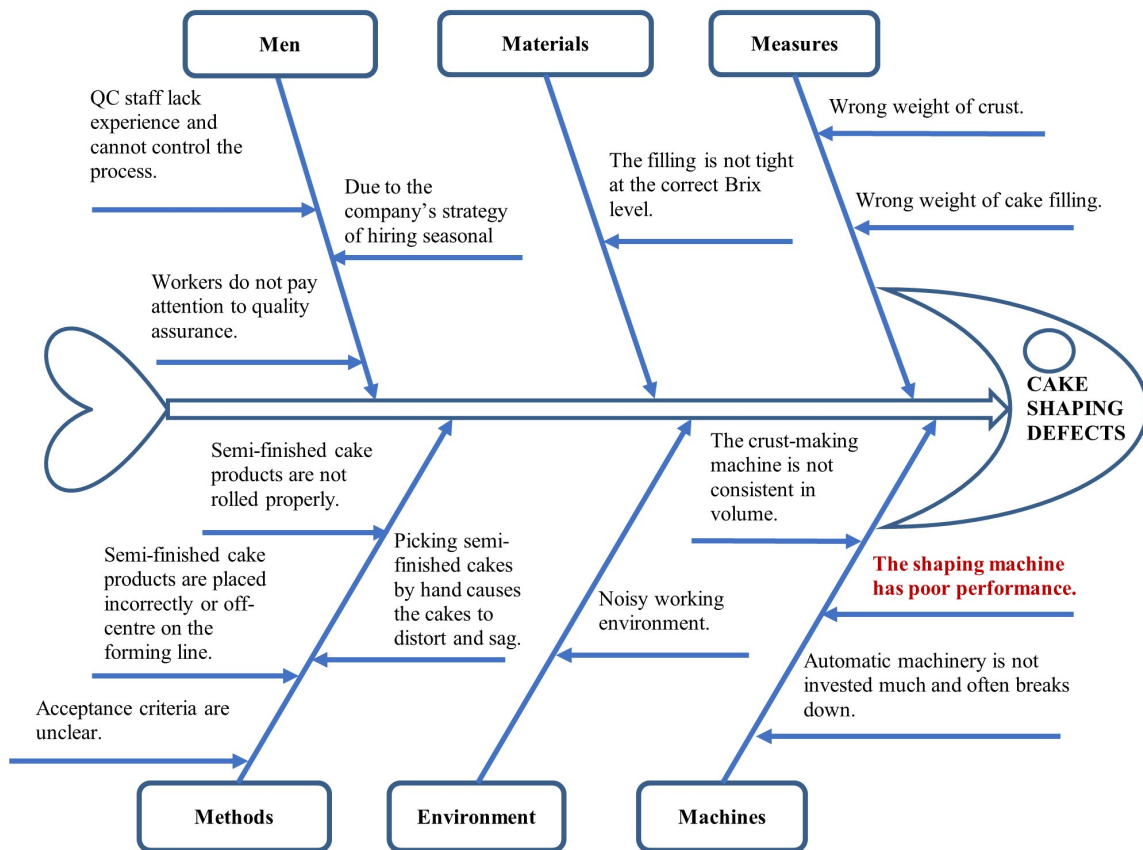 Men
Materials
Measures
QC staff lack
experience and
cannot control the
process.
Due to the
company's strategy
of hiring seasonal
Workers do not pay
attention to quality
assurance.
The filling is not tight
at the correct Brix
level.
Wrong weight of crust.
Wrong weight of cake filling.
CAKE
SHAPING
DEFECTS
Semi-finished cake
products are not
rolled properly.
Semi-finished cake
products are placed
incorrectly or off-
centre on the
forming line.
Picking semi-
finished cakes
by hand causes
the cakes to
distort and sag.
Acceptance criteria are
unclear.
Noisy working
environment.
The crust-making
machine is not
consistent in
volume.
The shaping machine
has poor performance.
Automatic machinery is not
invested much and often breaks
down.
Methods
Environment
Machines